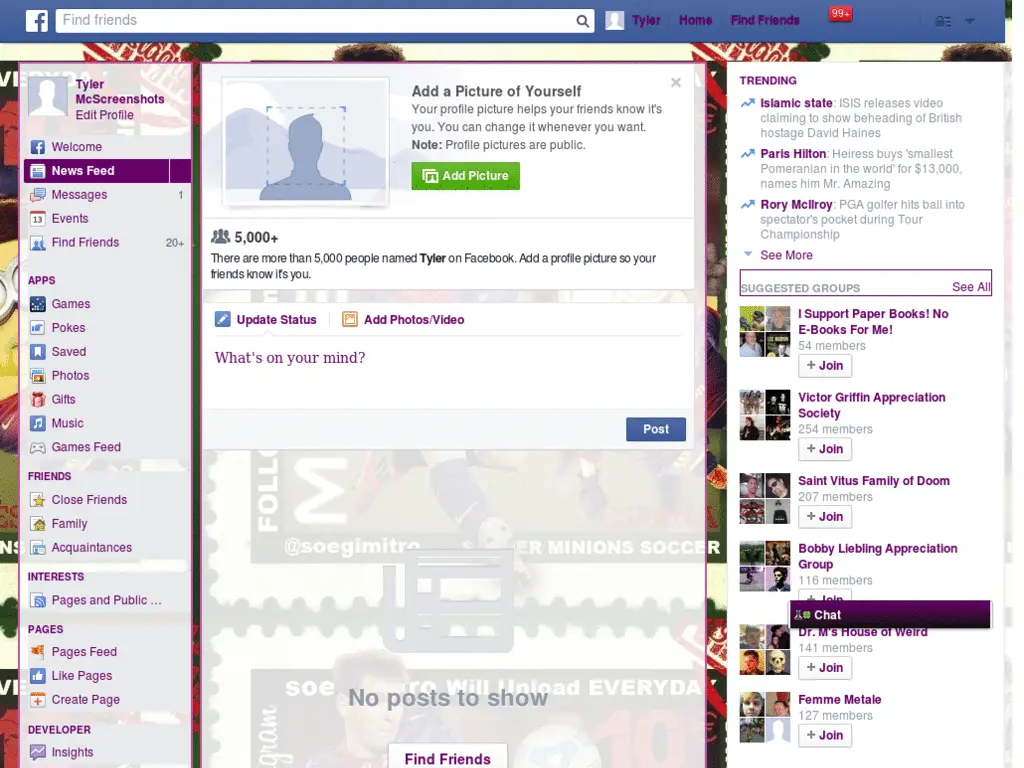 Find friends
Tyler
Home
Find Friends
99+
Tyler
McScreenshots
Edit Profile
Welcome
News Feed
Messages 1
Events
Find Friends 20+
APPS
Games
Pokes
Saved
Photos
Gifts
Music
Games Feed
FRIENDS
Close Friends
Family
Acquaintances
INTERESTS
Pages and Public ...
PAGES
Pages Feed
Like Pages
Create Page
DEVELOPER
Insights
Add a Picture of Yourself
Your profile picture helps your friends know it's
you. You can change it whenever you want.
Note: Profile pictures are public.
Add Picture
5,000+
There are more than 5,000 people named Tyler on Facebook. Add a profile picture so your
friends know it's you.
Update Status
Add Photos/Video
What's on your mind?
Post
@soegimitro
MINIONS SOCCER
soe
Will Upload EVERYDA
No posts to show
Find Friends
TRENDING
Islamic state: ISIS releases video
claiming to show beheading of British
hostage David Haines
Paris Hilton: Heiress buys 'smallest
Pomeranian in the world' for $13,000,
names him Mr. Amazing
Rory McIlroy: PGA golfer hits ball into
spectator's pocket during Tour
Championship
See More
SUGGESTED GROUPS See All
I Support Paper Books! No
E-Books For Me!
54 members
+ Join
Victor Griffin Appreciation
Society
254 members
+ Join
Saint Vitus Family of Doom
207 members
+ Join
Bobby Liebling Appreciation
Group
116 members
+ Join
Chat
Dr. M's House of Weird
141 members
+ Join
Femme Metale
127 members
+ Join